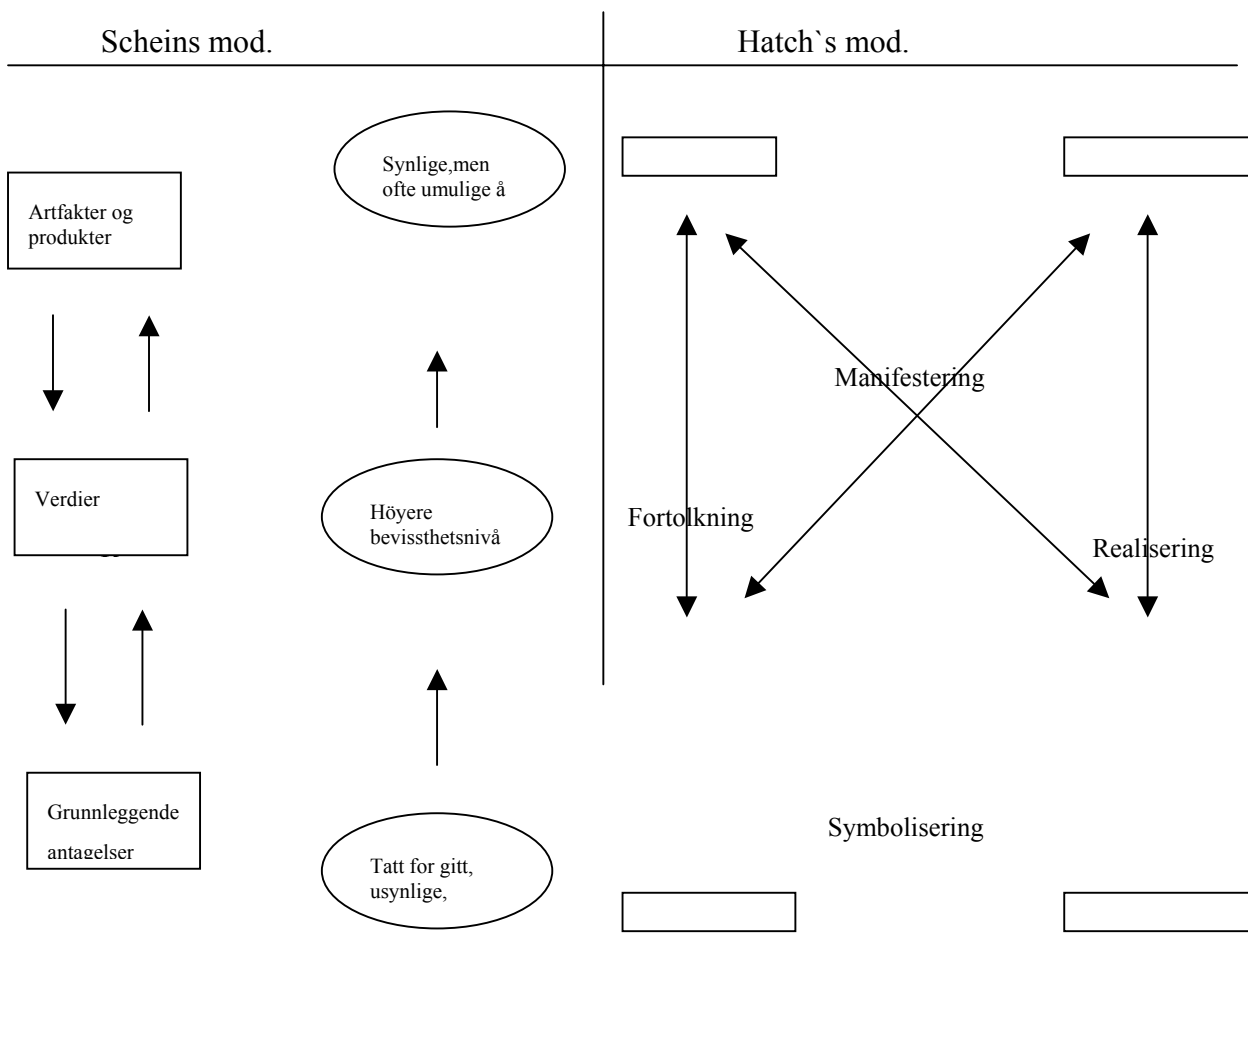 Scheins mod.
Hatch`s mod.
Artfakter og
produkter
Synlige,men
ofte umulige å
Verdier
Höyere
bevissthetsnivå
Grunnleggende
antagelser
Tatt for gitt,
usynlige,
Manifestering
Fortolkning
Realisering
Symbolisering